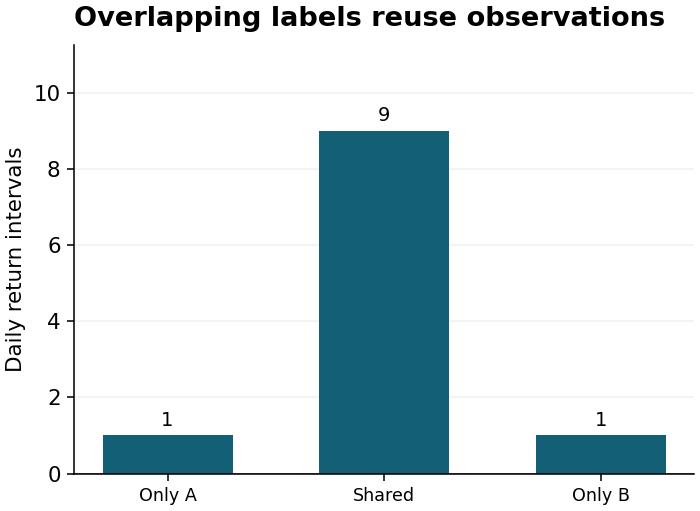 Overlapping labels reuse observations
Daily return intervals
10
8
6
4
2
0
1
9
1
Only A
Shared
Only B